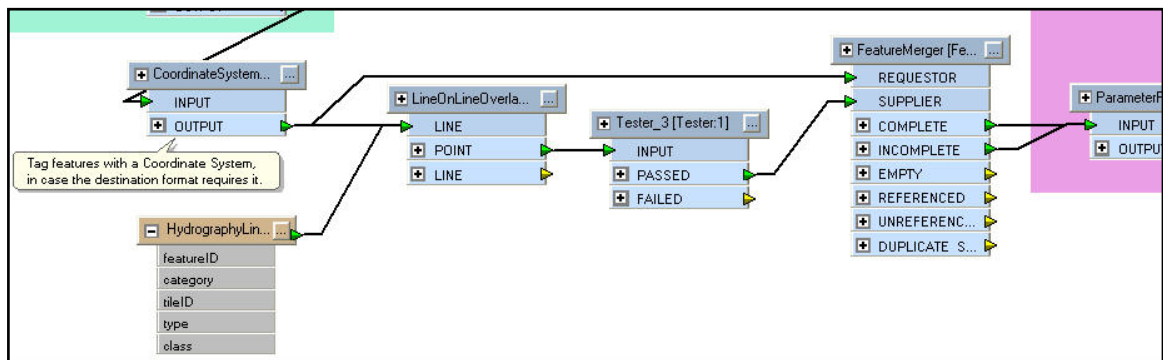 CoordinateSystem... ...
INPUT
OUTPUT
Tag features with a Coordinate System,
in case the destination format requires it.
HydrographyLin... ...
featureID
category
tileID
type
class
LineOnLineOverla... ...
LINE
POINT
LINE
Tester_3 [Tester:1] ...
INPUT
PASSED
FAILED
FeatureMerger [Fe... ...
REQUESTOR
SUPPLIER
COMPLETE
INCOMPLETE
EMPTY
REFERENCED
UNREFERENC...
DUPLICATE S...
ParameterF
INPUT
OUTPU